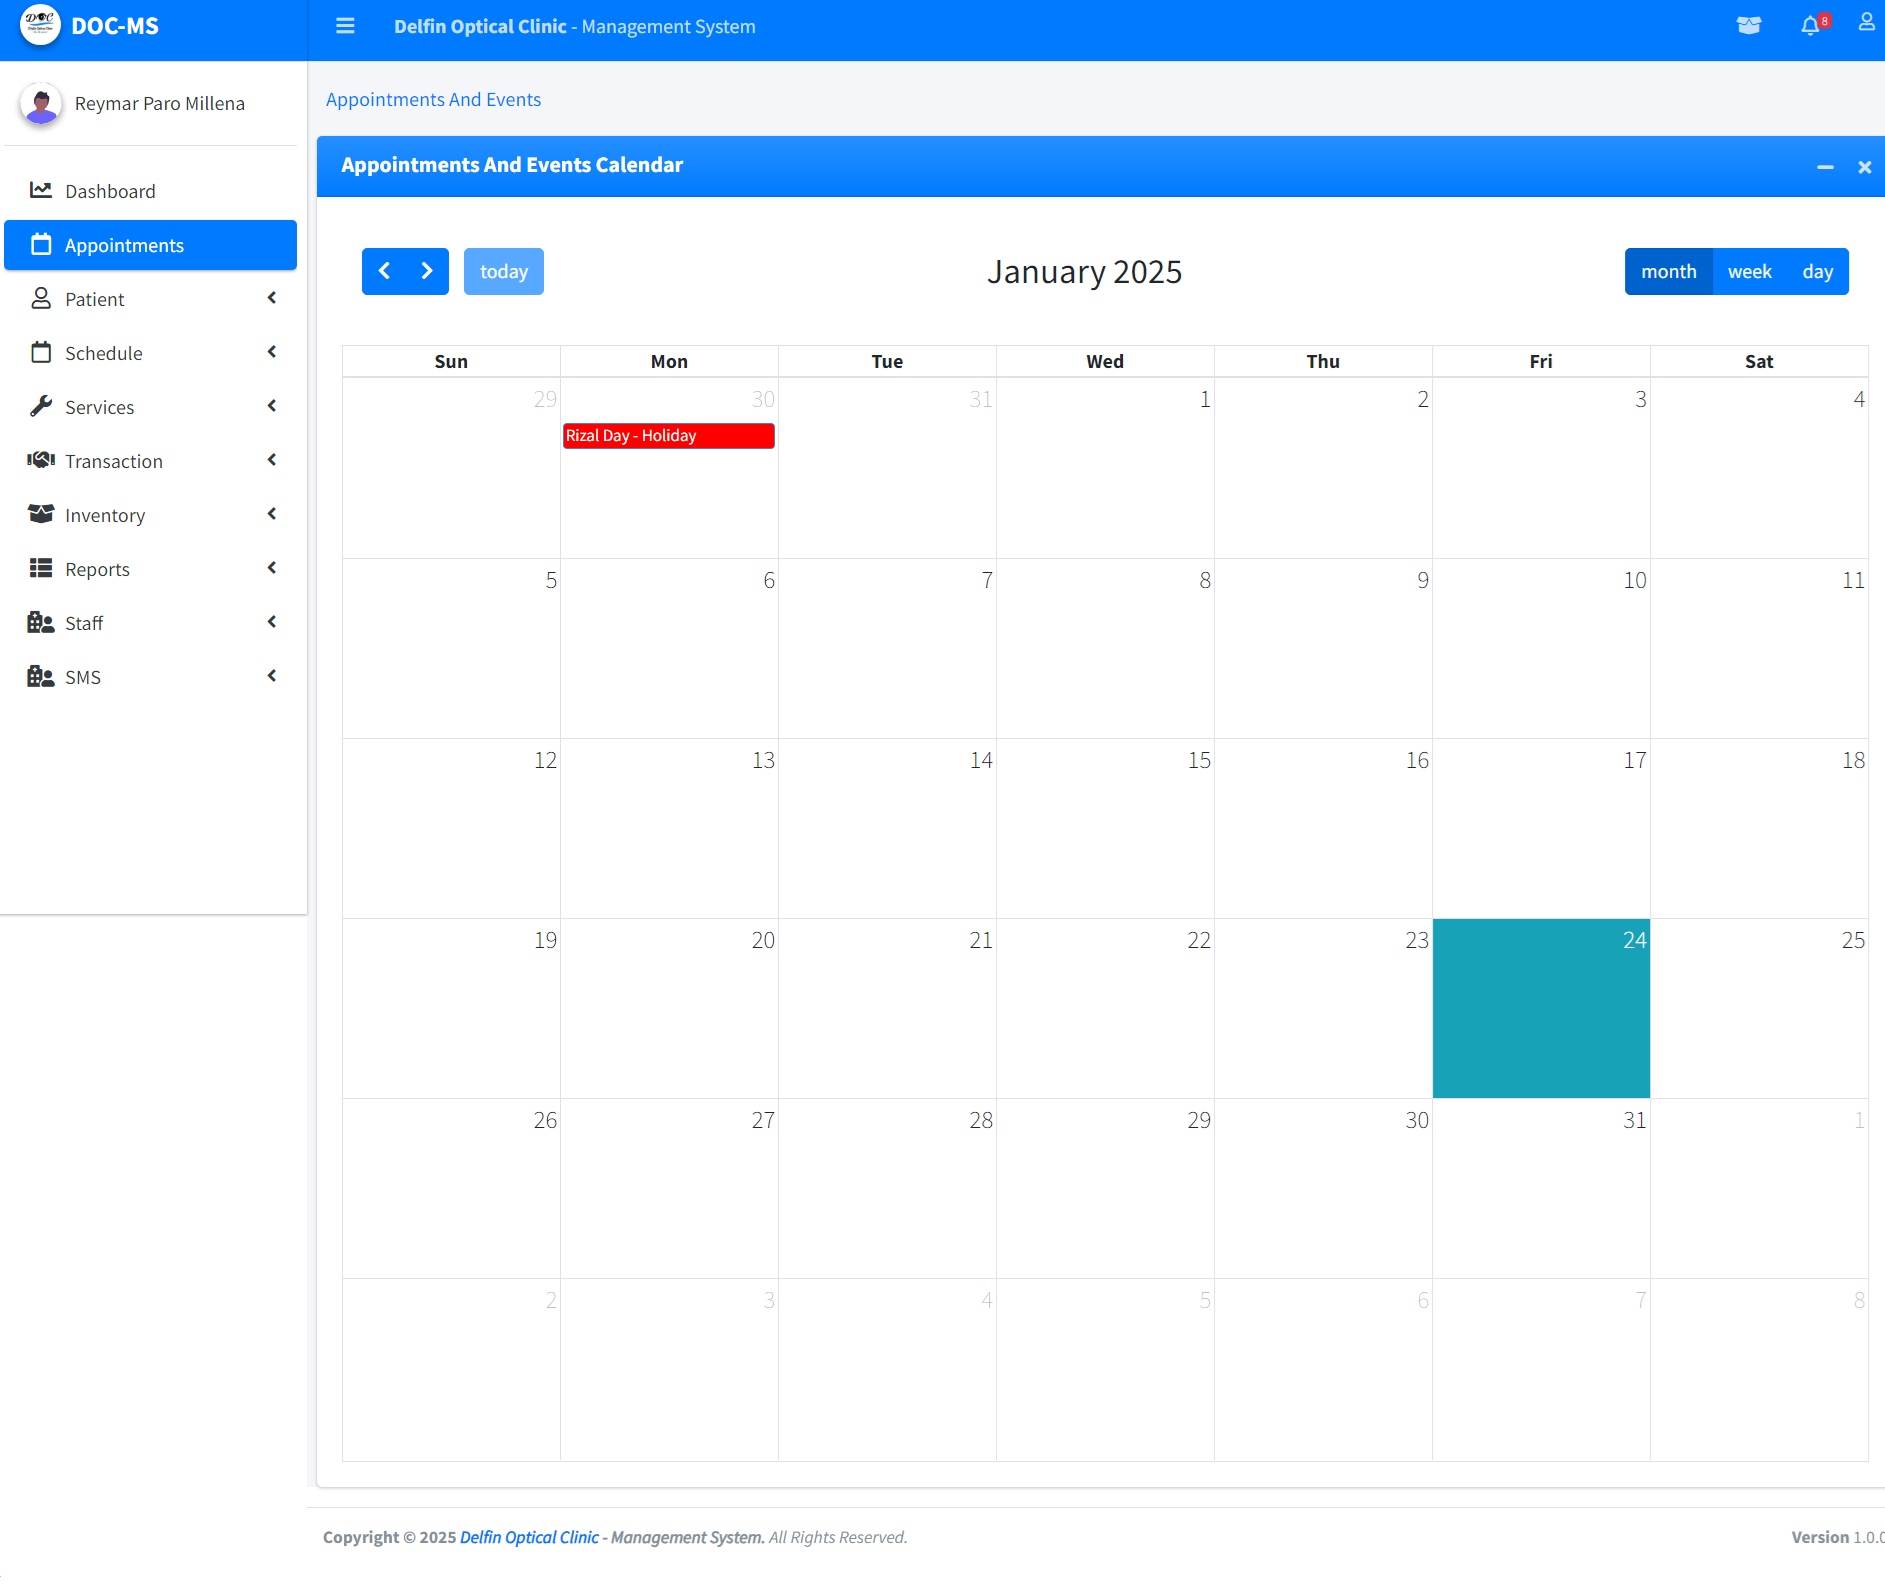 DOC-MS
Delfin Optical Clinic - Management System
8
Reymar Paro Millena
Dashboard
Appointments
Patient
Schedule
Services
Transaction
Inventory
Reports
Staff
SMS
Appointments And Events
Appointments And Events Calendar
today
January 2025
month week day
Sun Mon Tue Wed Thu Fri Sat
29 30 31 1 2 3 4
Rizal Day - Holiday
5 6 7 8 9 10 11
12 13 14 15 16 17 18
19 20 21 22 23 24 25
26 27 28 29 30 31 1
2 3 4 5 6 7 8
Copyright © 2025 Delfin Optical Clinic - Management System. All Rights Reserved.
Version 1.0.0